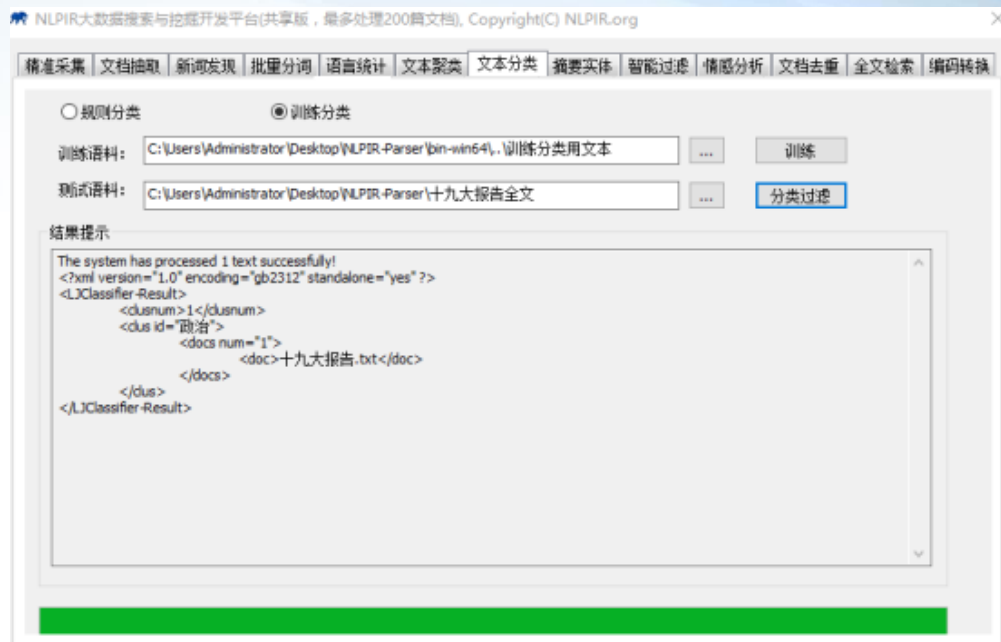 NLPIR大数据搜索与挖掘开发平台(共享版，最多处理200篇文档), Copyright(C) NLPIR.org
精准采集 文档抽取 新词发现 批量分词 语言统计 文本聚类 文本分类 摘要实体 智能过滤 情感分析 文档去重 全文检索 编码转换
规则分类 训练分类
训练语料： C:\Users\Administrator\Desktop\NLPIR-Parser\bin-win64\..\训练分类用文本 ... 训练
测试语料： C:\Users\Administrator\Desktop\NLPIR-Parser\十九大报告全文 ... 分类过滤
结果提示
The system has processed 1 text successfully!
<?xml version="1.0" encoding="gb2312" standalone="yes" ?>
<LJClassifier-Result>
<clusnum>1</clusnum>
<clus id="政治">
<docs num="1">
<doc>十九大报告.txt</doc>
</docs>
</clus>
</LJClassifier-Result>